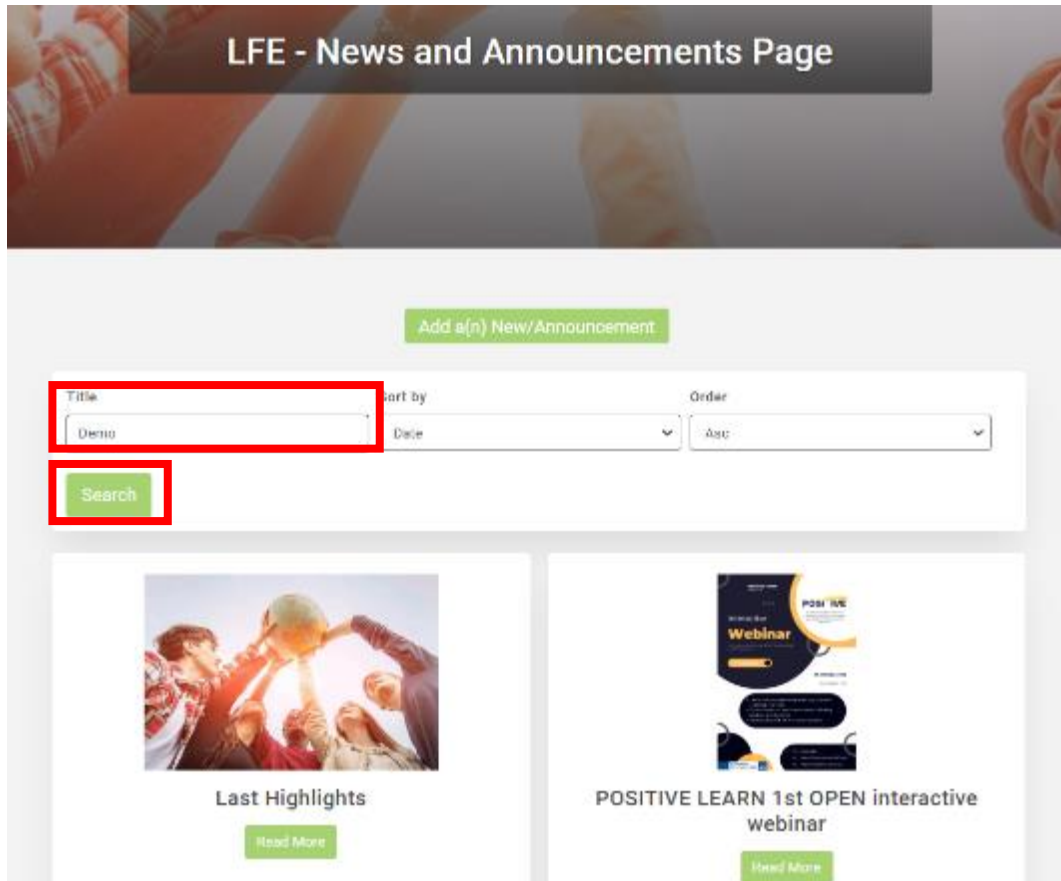 LFE - News and Announcements Page
Add a(n) New/Announcement
Title
Sort by
Order
Demo
Date
Asc
Search
POSITIVE
Webinar
Last Highlights
POSITIVE LEARN 1st OPEN interactive
webinar
Read More
Read More